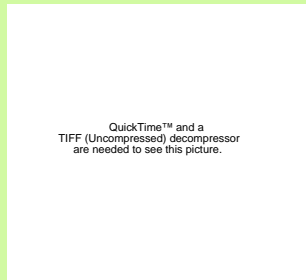 QuickTime™ and a
TIFF (Uncompressed) decompressor
are needed to see this picture.